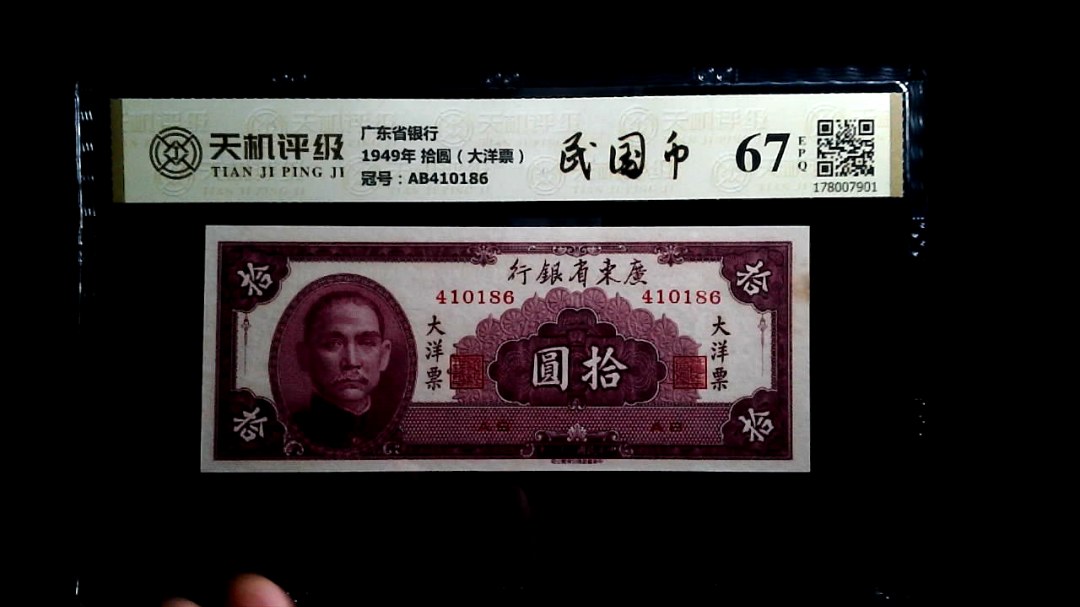 天机评级
TIAN JI PING JI
广东省银行
1949年 拾圆（大洋票）
冠号：AB410186
民国币
67
EPQ
178007901
行銀省東廣
410186 410186
拾 拾
大洋票 大洋票
圓拾
AB AB
拾 拾